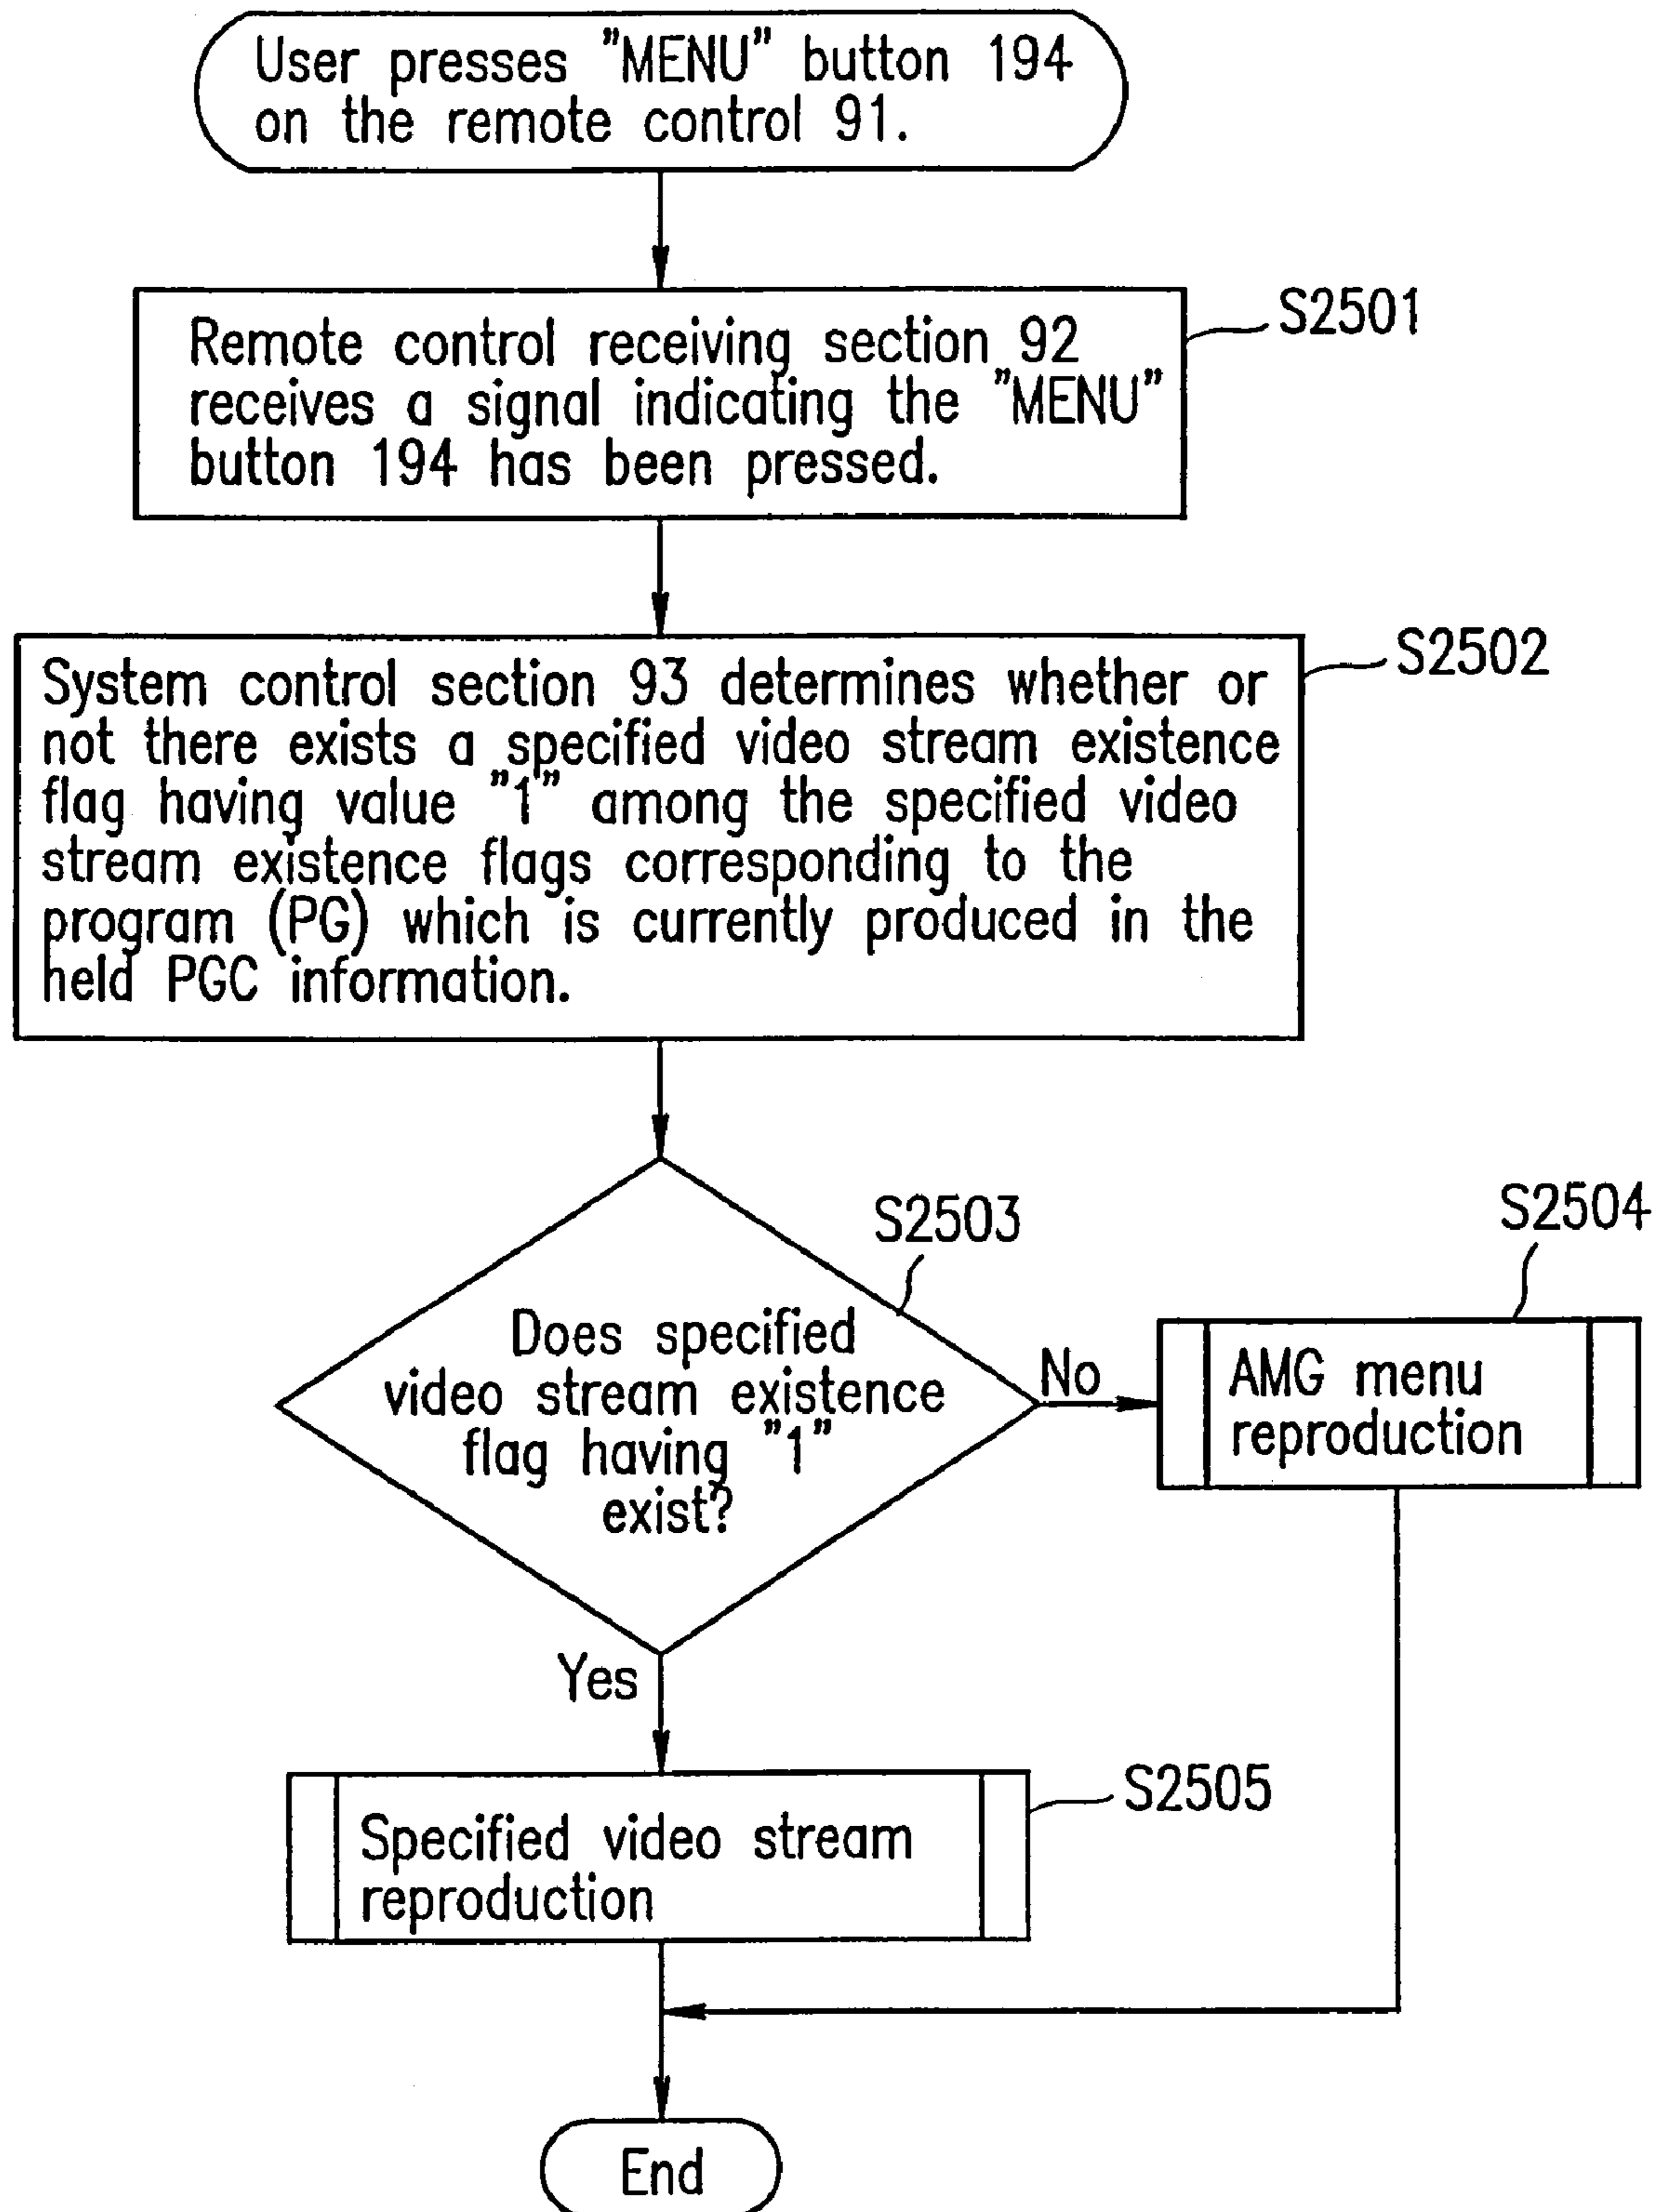 User presses "MENU" button 194
on the remote control 91.
S2501
Remote control receiving section 92
receives a signal indicating the "MENU"
button 194 has been pressed.
S2502
System control section 93 determines whether or
not there exists a specified video stream existence
flag having value "1" among the specified video
stream existence flags corresponding to the
program (PG) which is currently produced in the
held PGC information.
S2503
S2504
Does specified
video stream existence
flag having "1"
exist?
No
AMG menu
reproduction
Yes
S2505
Specified video stream
reproduction
End